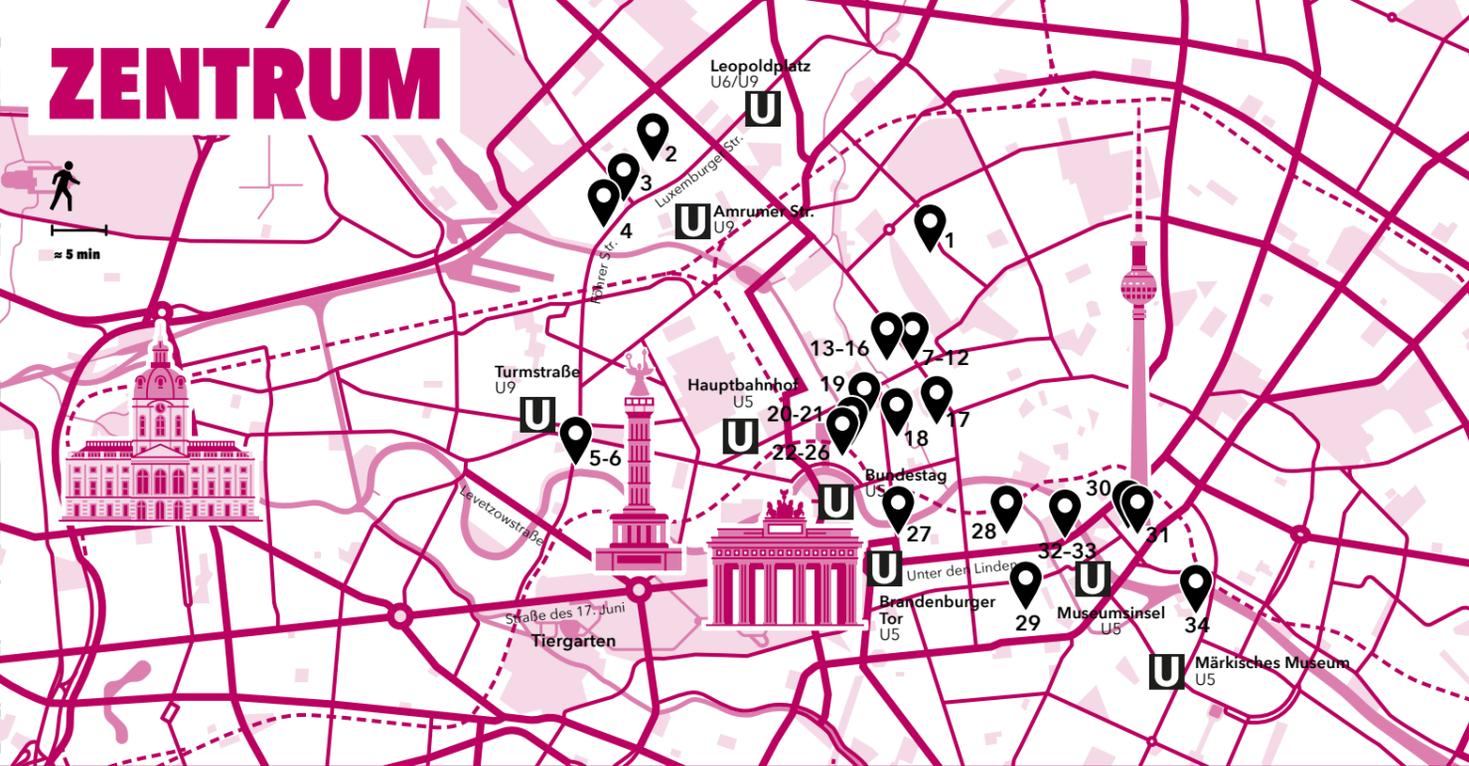 ZENTRUM
≈ 5 min
Leopoldplatz
U6/U9
U
2
3
4
Luxemburger Str.
U
Amrumer Str.
U9
Föhrer Str.
1
13–16
7–12
Turmstraße
U9
U
5-6
Hauptbahnhof
U5
U
19
20-21
22-26
18
17
Levetzowstraße
Bundestag
U5
U
27
28
30
31
32–33
U
Unter den Linden
Brandenburger
Tor
U5
29
U
Museumsinsel
U5
34
Straße des 17. Juni
Tiergarten
U
Märkisches Museum
U5